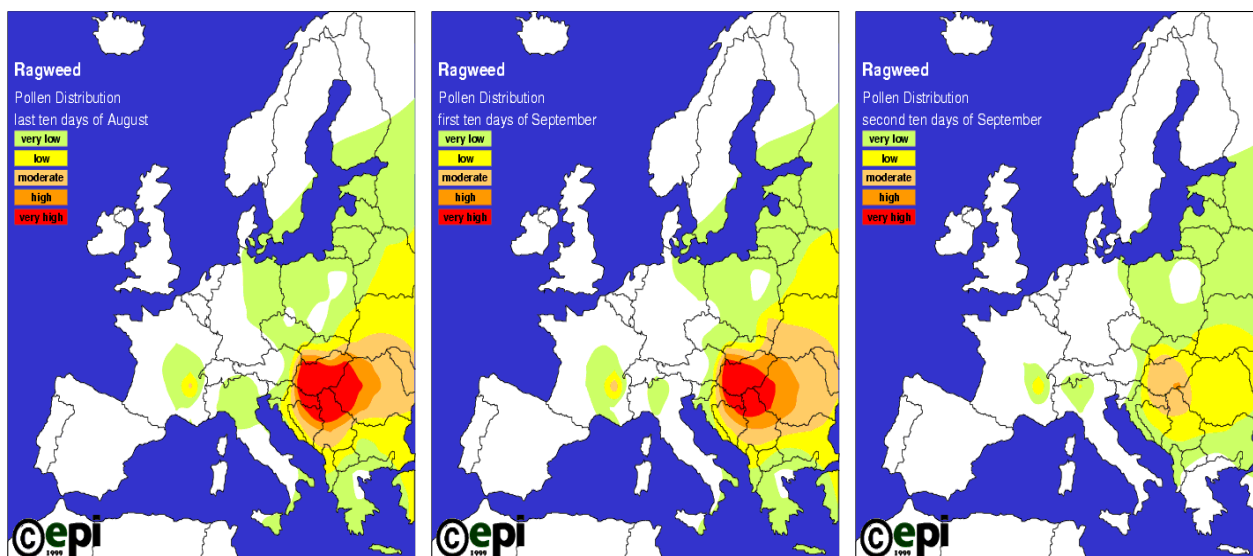 Ragweed
Pollen Distribution
last ten days of August
very low
low
moderate
high
very high
©epi
1999
Ragweed
Pollen Distribution
first ten days of September
very low
low
moderate
high
very high
©epi
1999
Ragweed
Pollen Distribution
second ten days of September
very low
low
moderate
high
very high
©epi
1999